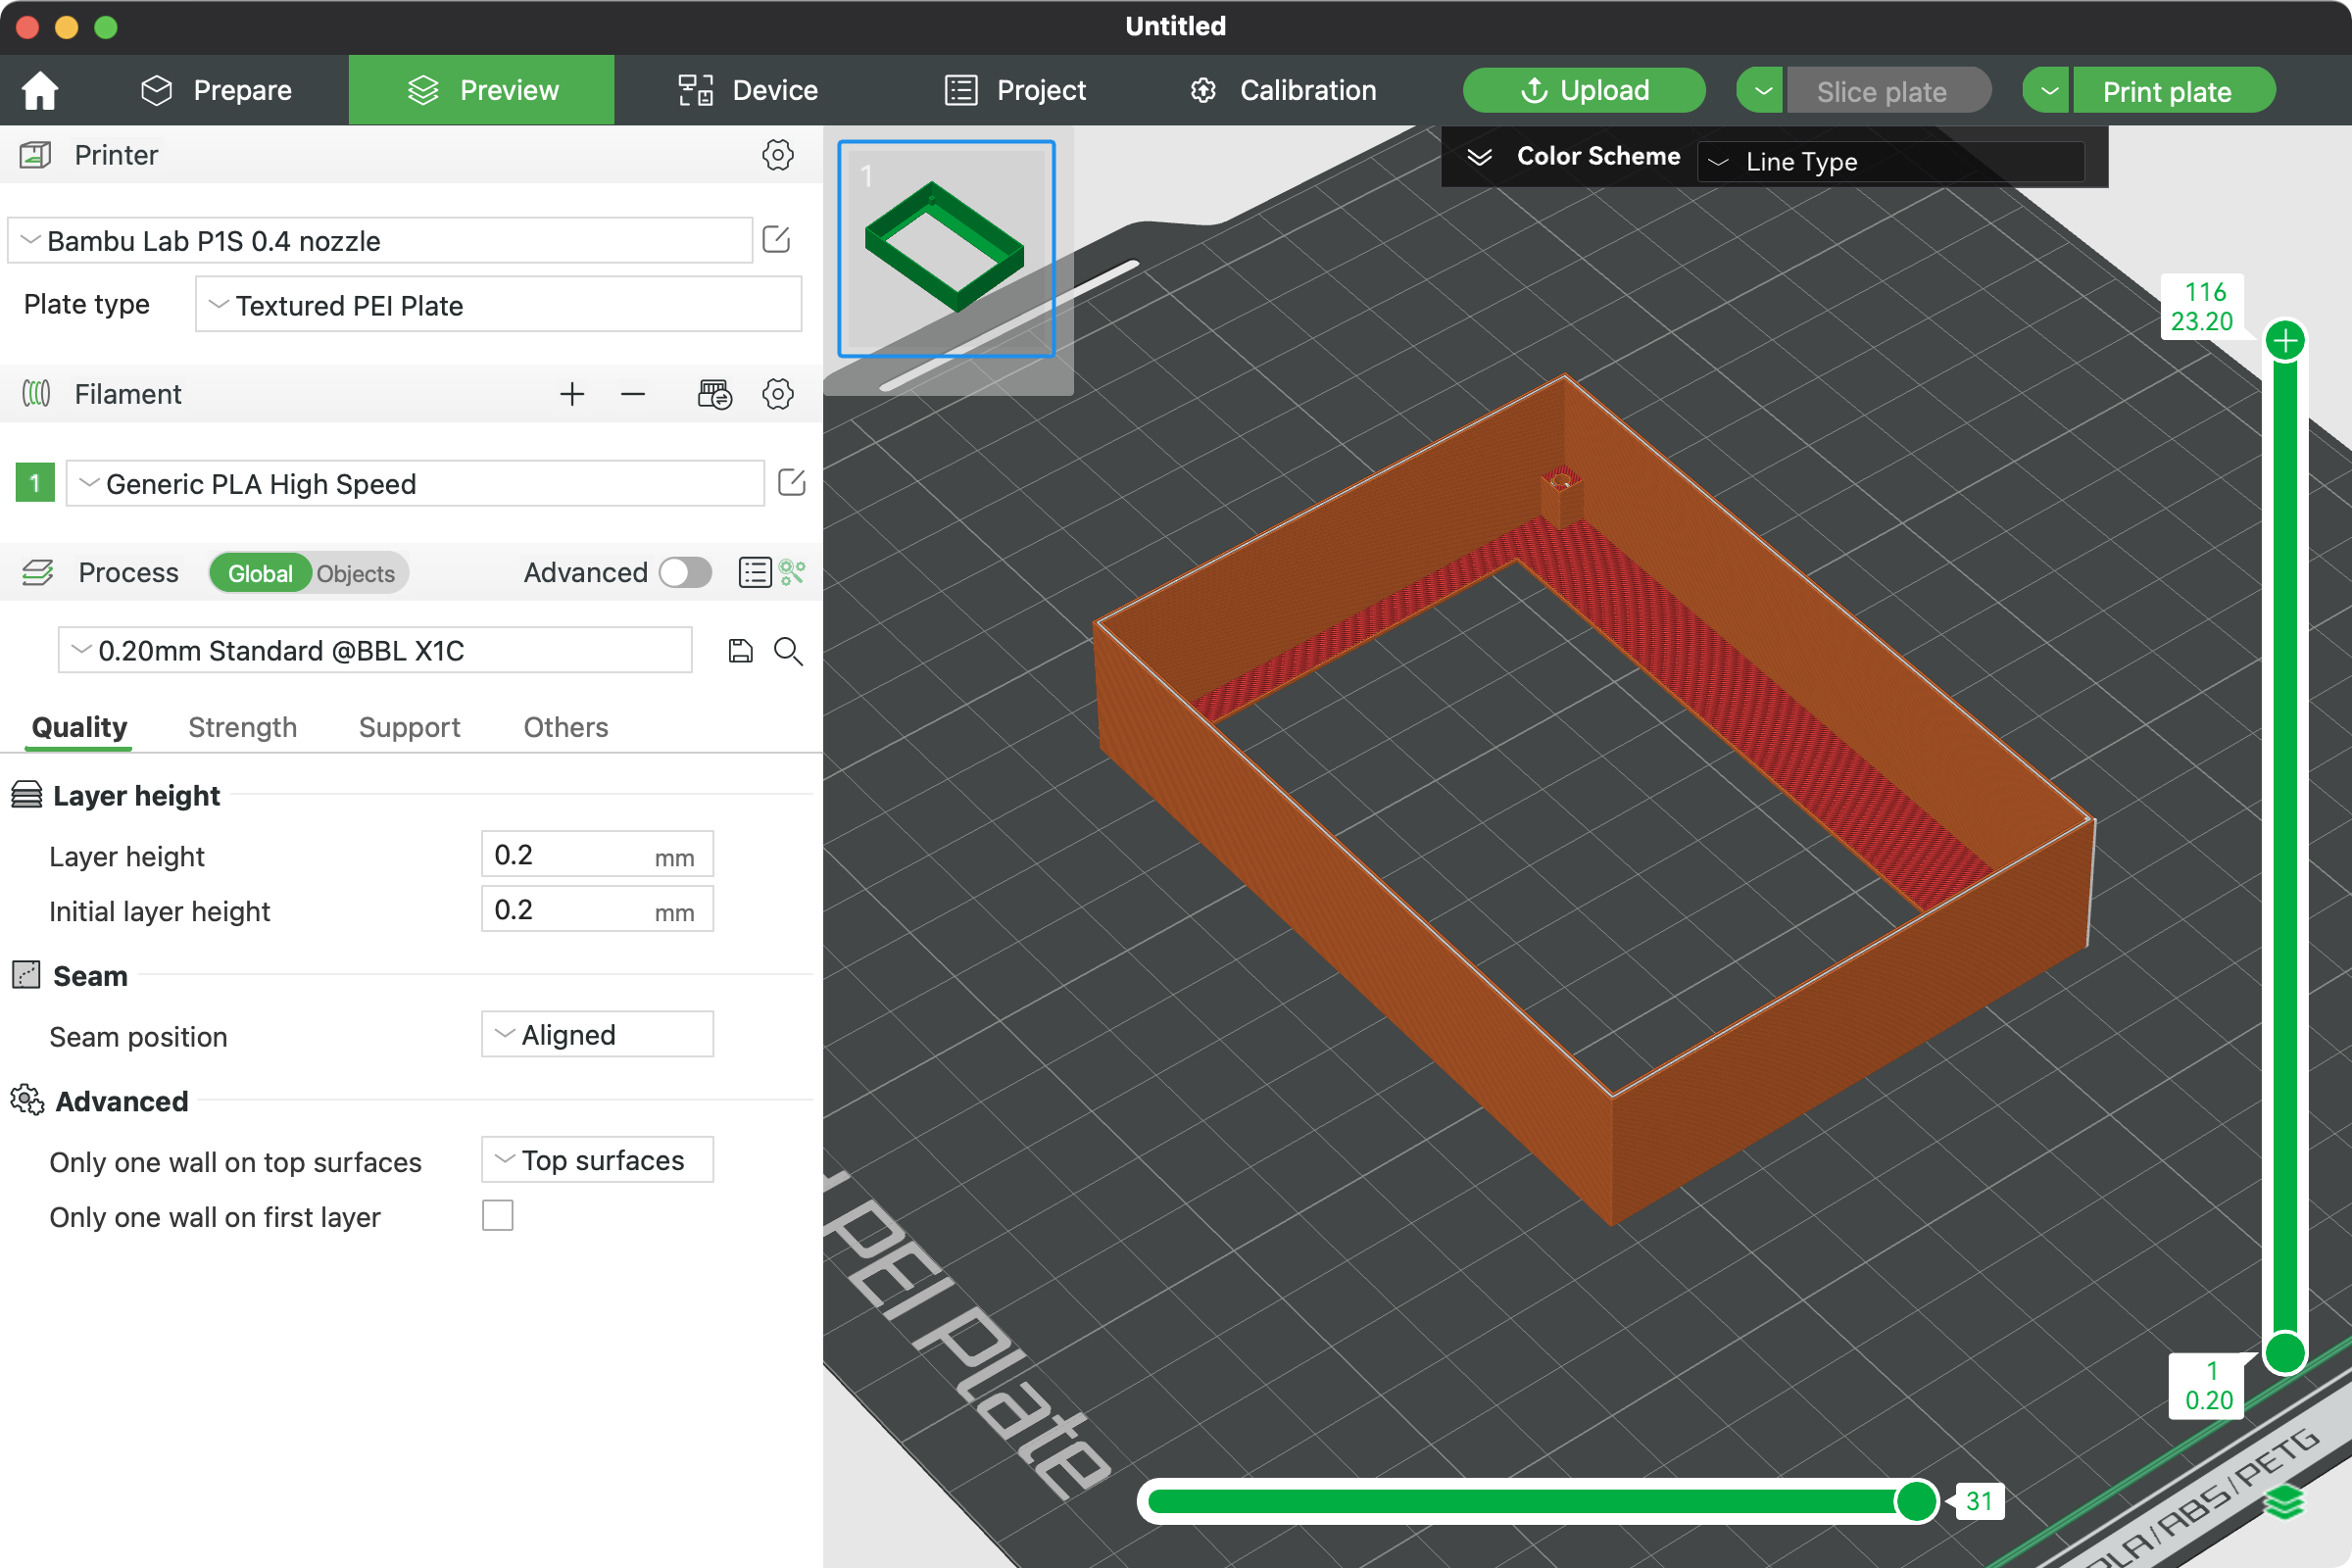 Untitled
Prepare
Preview
Device
Project
Calibration
Upload
Slice plate
Print plate
Printer
Bambu Lab P1S 0.4 nozzle
Plate type
Textured PEI Plate
Filament
1
Generic PLA High Speed
Process
Global
Objects
Advanced
0.20mm Standard @BBL X1C
Quality
Strength
Support
Others
Layer height
Layer height
0.2 mm
Initial layer height
0.2 mm
Seam
Seam position
Aligned
Advanced
Only one wall on top surfaces
Top surfaces
Only one wall on first layer
1
Color Scheme
Line Type
116
23.20
PEI Plate
1
0.20
31
PLA/ABS/PETG